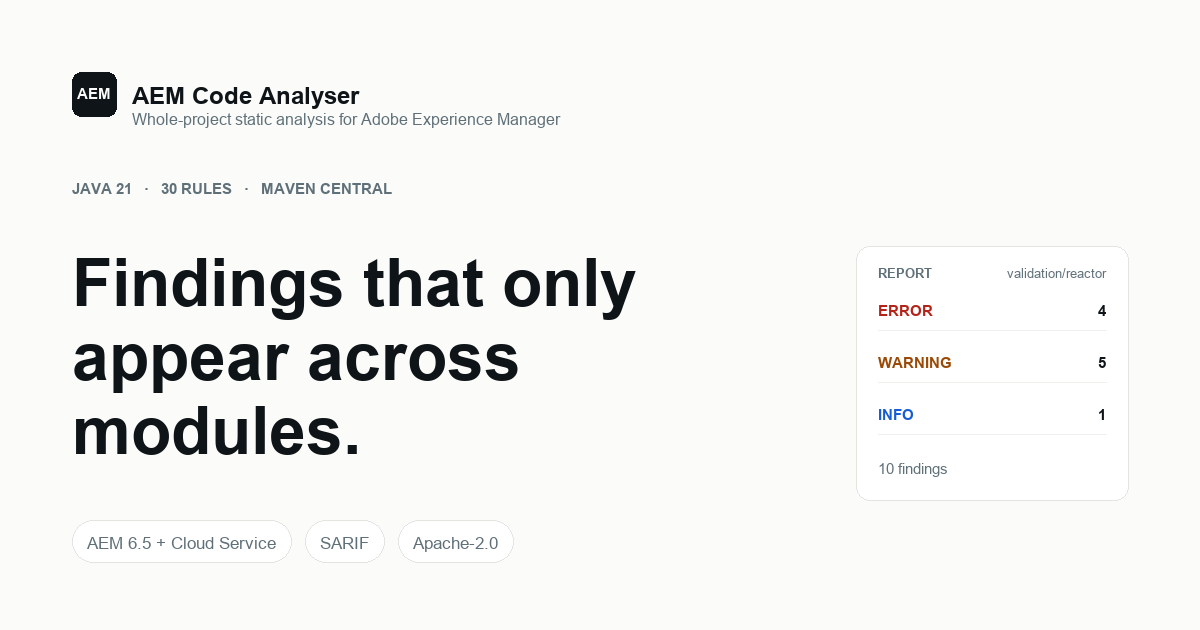 AEM
AEM Code Analyser
Whole-project static analysis for Adobe Experience Manager
JAVA 21 · 30 RULES · MAVEN CENTRAL
Findings that only
appear across
modules.
REPORT validation/reactor
ERROR 4
WARNING 5
INFO 1
10 findings
AEM 6.5 + Cloud Service
SARIF
Apache-2.0